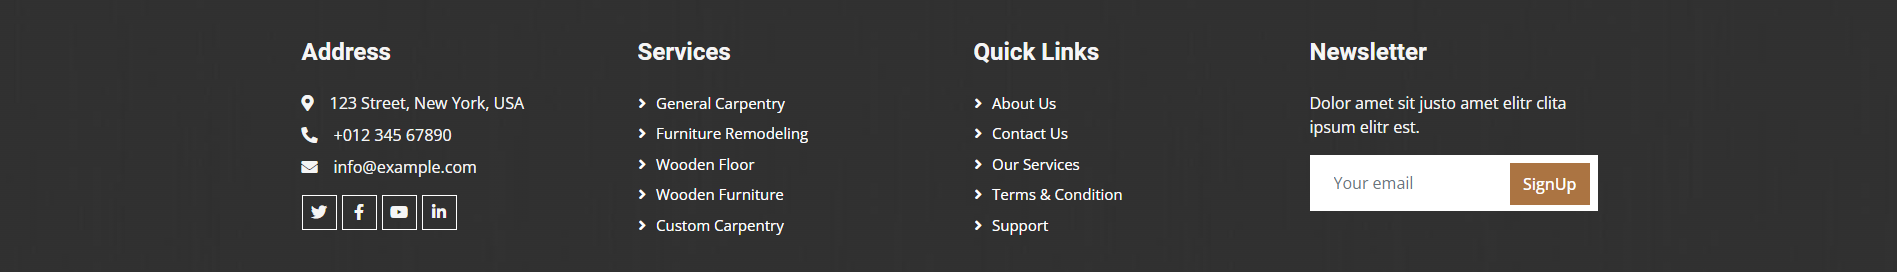 Address
123 Street, New York, USA
+012 345 67890
info@example.com
Services
General Carpentry
Furniture Remodeling
Wooden Floor
Wooden Furniture
Custom Carpentry
Quick Links
About Us
Contact Us
Our Services
Terms & Condition
Support
Newsletter
Dolor amet sit justo amet elitr clita
ipsum elitr est.
Your email
SignUp